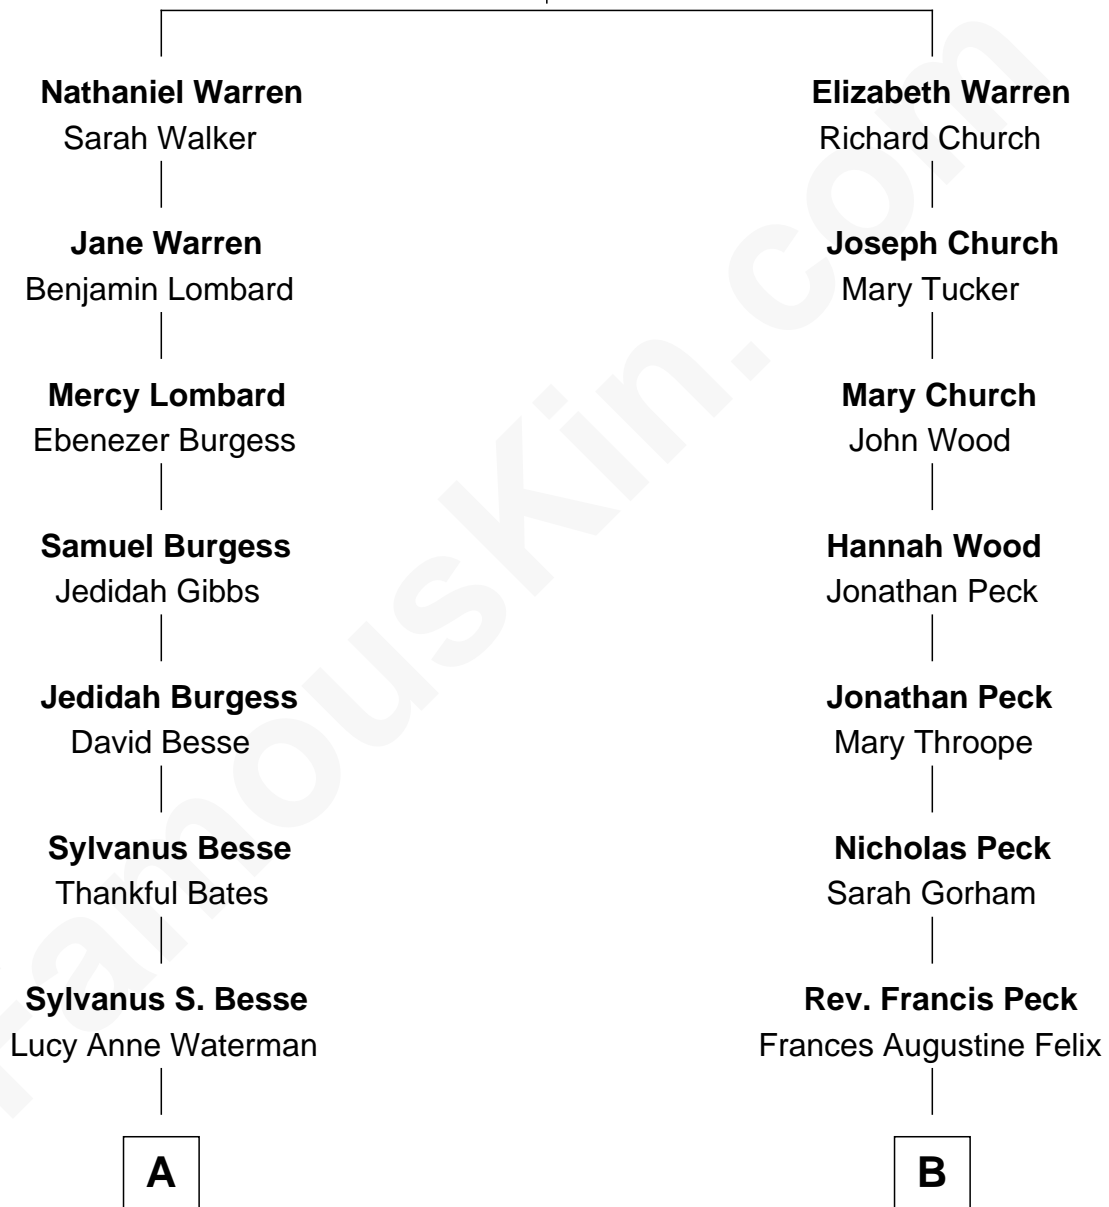 Nathaniel Warren
Sarah Walker
Jane Warren
Benjamin Lombard
Mercy Lombard
Ebenezer Burgess
Samuel Burgess
Jedidah Gibbs
Jedidah Burgess
David Besse
Sylvanus Besse
Thankful Bates
Sylvanus S. Besse
Lucy Anne Waterman
A
Elizabeth Warren
Richard Church
Joseph Church
Mary Tucker
Mary Church
John Wood
Hannah Wood
Jonathan Peck
Jonathan Peck
Mary Throope
Nicholas Peck
Sarah Gorham
Rev. Francis Peck
Frances Augustine Felix
B
FamousKin.com